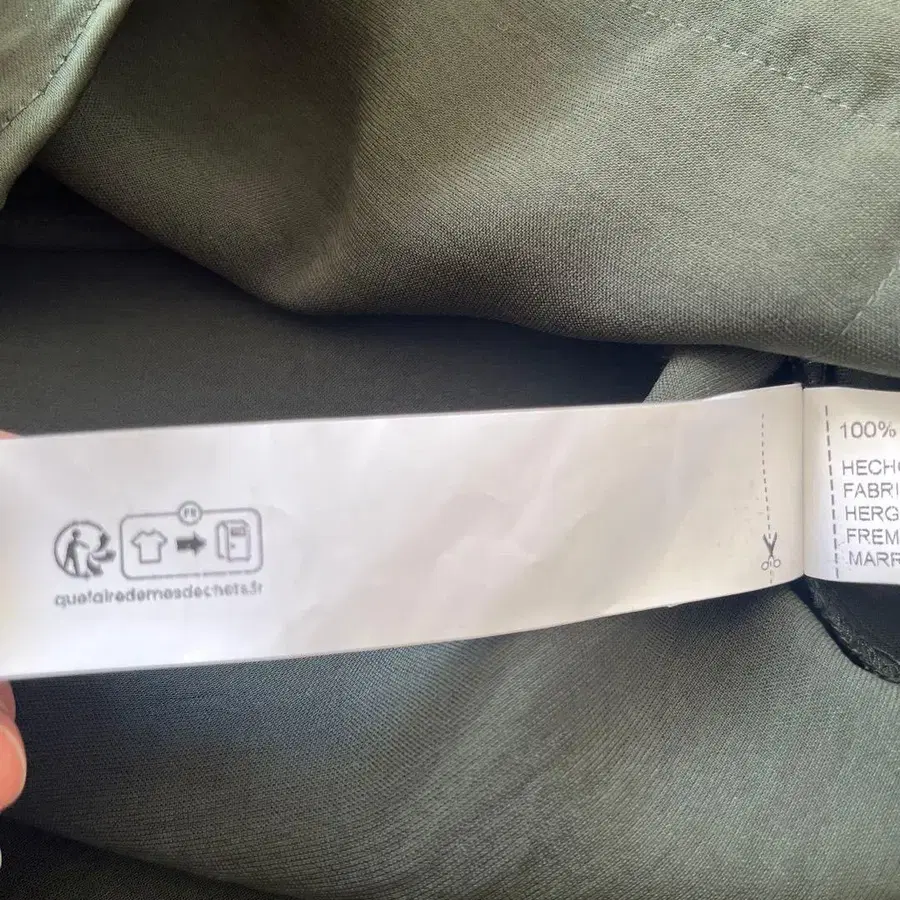 FR
quefairedemesdechets.fr
100%
HECHO
FABRI
HERG
FREM
MARR